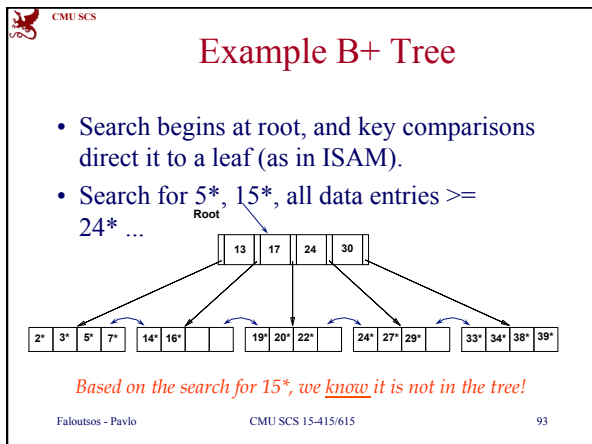 CMU SCS
Example B+ Tree
• Search begins at root, and key comparisons
direct it to a leaf (as in ISAM).
• Search for 5*, 15*, all data entries >=
24* ...
Root
13 17 24 30
2* 3* 5* 7* 14* 16* 19* 20* 22* 24* 27* 29* 33* 34* 38* 39*
Based on the search for 15*, we know it is not in the tree!
Faloutsos - Pavlo CMU SCS 15-415/615 93